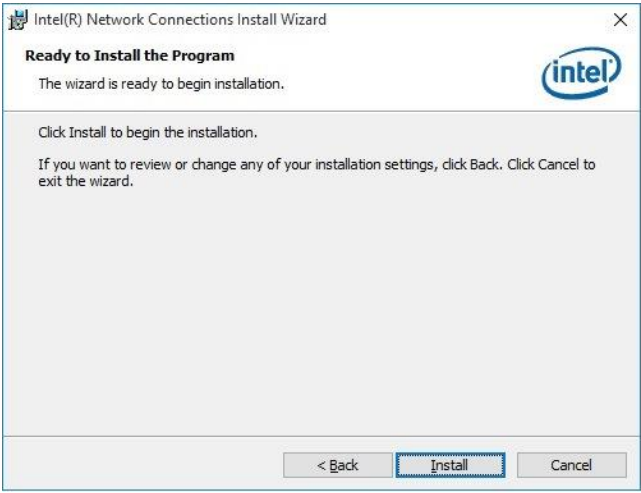 Intel(R) Network Connections Install Wizard
Ready to Install the Program
The wizard is ready to begin installation.
intel
Click Install to begin the installation.
If you want to review or change any of your installation settings, click Back. Click Cancel to
exit the wizard.
< Back
Install
Cancel